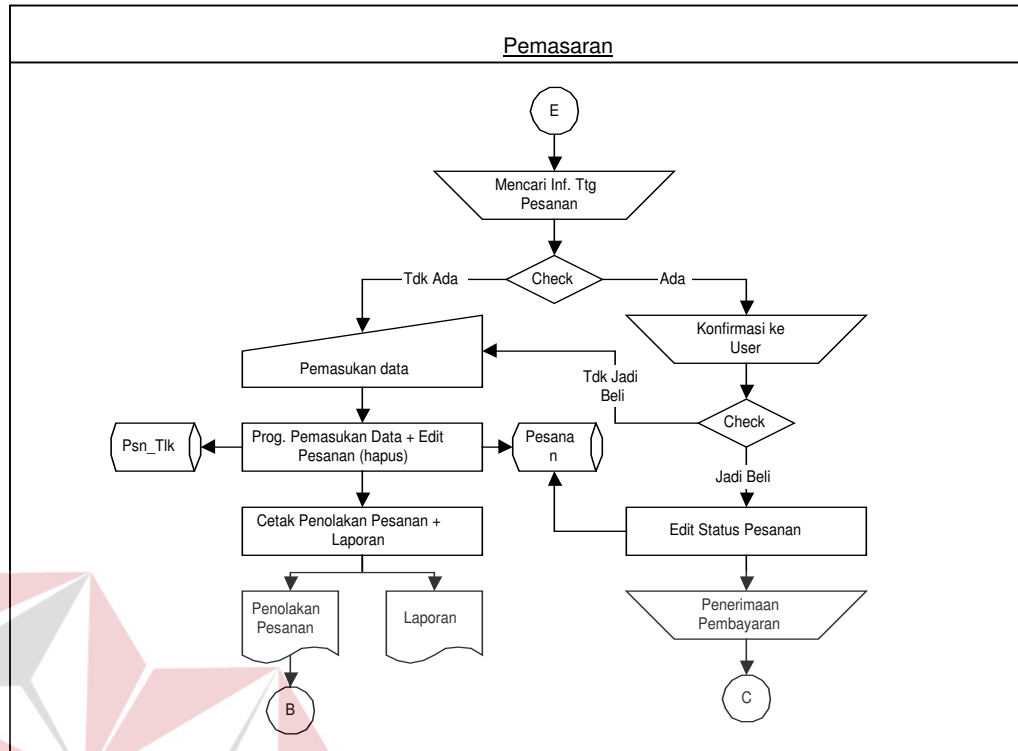 Pemasaran
E
Mencari Inf. Ttg
Pesanan
Tdk Ada
Check
Ada
Konfirmasi ke
User
Pemasukan data
Tdk Jadi
Beli
Check
Psn_Tlk
Prog. Pemasukan Data + Edit
Pesanan (hapus)
Pesana
n
Jadi Beli
Cetak Penolakan Pesanan +
Laporan
Edit Status Pesanan
Penolakan
Pesanan
Laporan
Penerimaan
Pembayaran
B
C